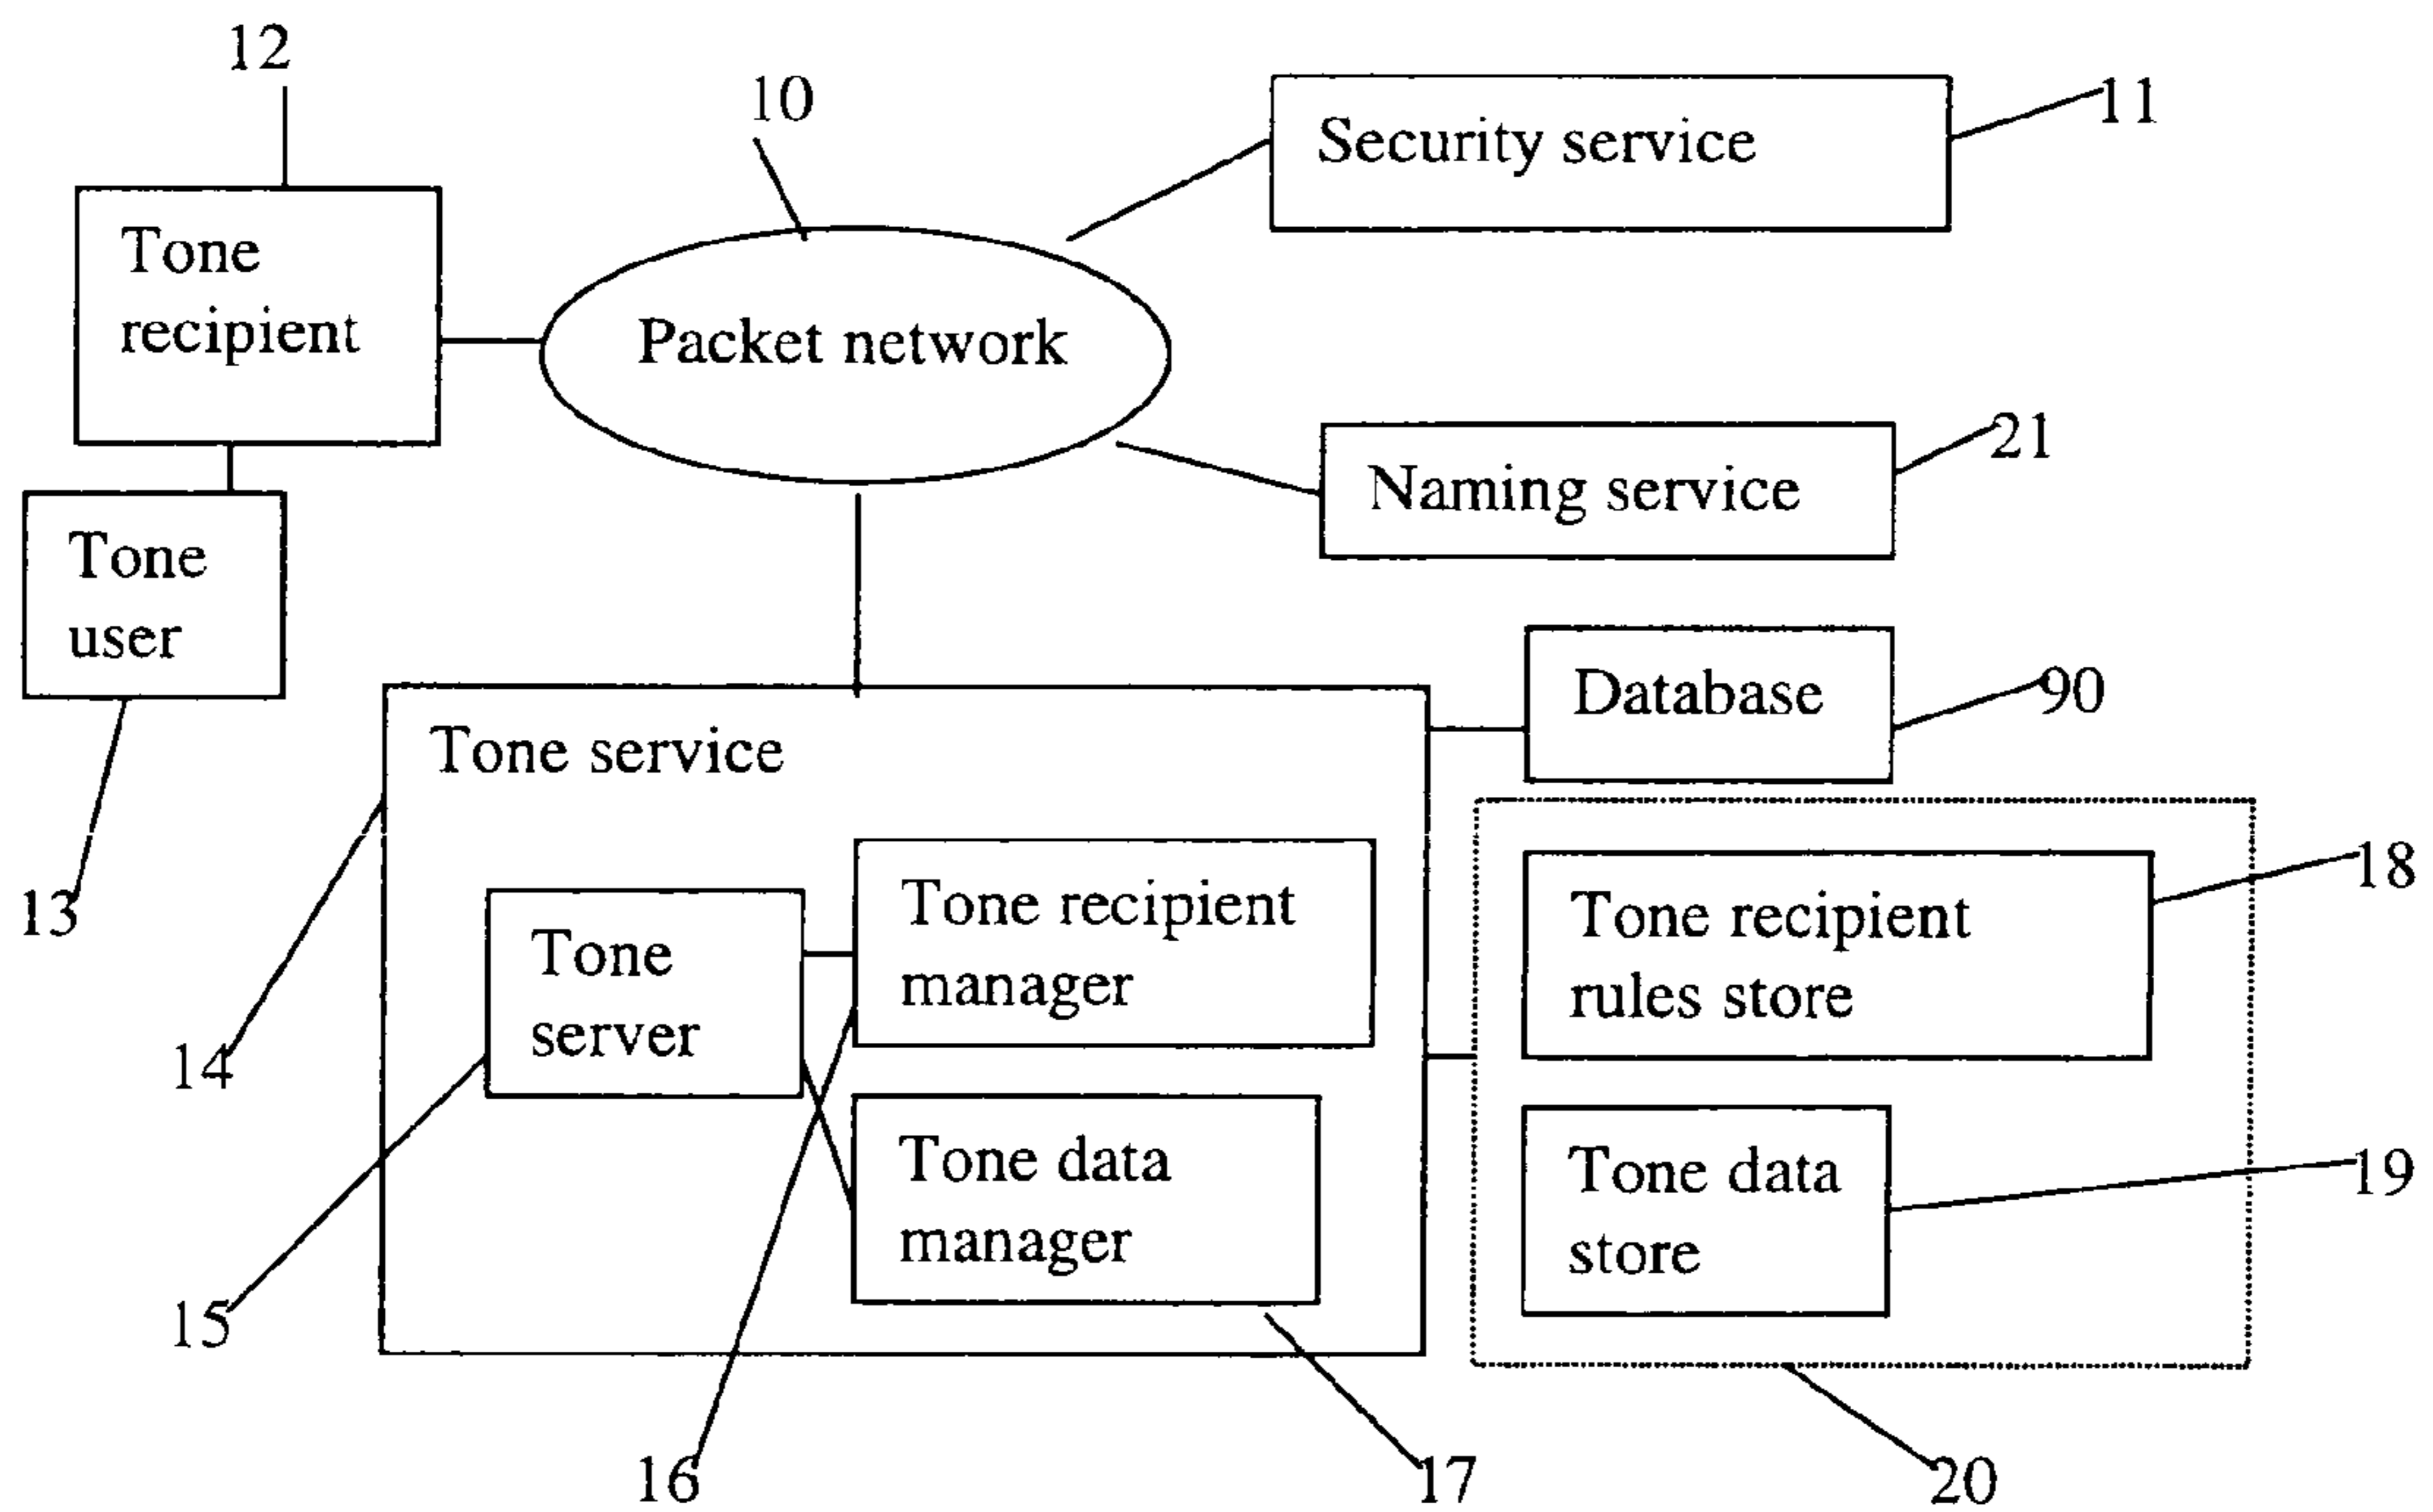 12
10
Security service
11
Tone
recipient
Packet network
21
Naming service
Tone
user
Database
90
Tone service
13
18
Tone recipient
manager
Tone recipient
rules store
Tone
server
14
Tone data
manager
Tone data
store
19
15
16
17
20